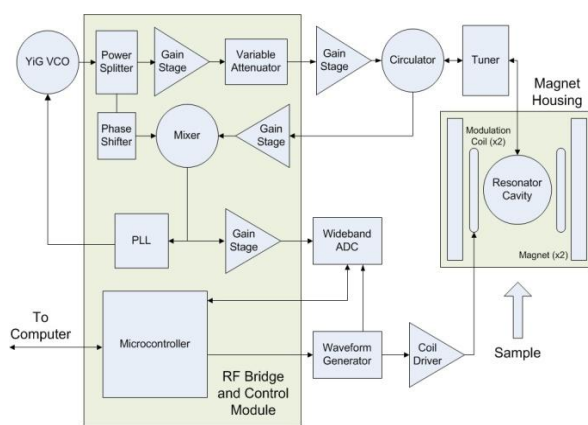 YiG VCO
Power
Splitter
Gain
Stage
Variable
Attenuator
Gain
Stage
Circulator
Tuner
Magnet
Housing
Phase
Shifter
Mixer
Gain
Stage
Modulation
Coil (x2)
Resonator
Cavity
Magnet (x2)
PLL
Gain
Stage
Wideband
ADC
To
Computer
Microcontroller
Waveform
Generator
Coil
Driver
Sample
RF Bridge
and Control
Module